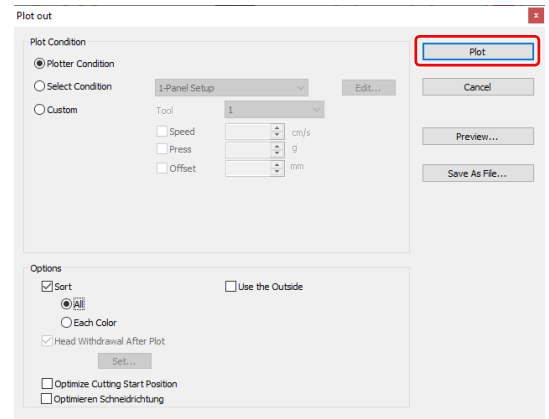 Plot out
x
Plot Condition
Plot
Plotter Condition
Select Condition 1-Panel Setup Edit... Cancel
Custom Tool 1
Speed cm/s
Preview...
Press g
Offset mm
Save As File...
Options
Sort Use the Outside
All
Each Color
Head Withdrawal After Plot
Set...
Optimize Cutting Start Position
Optimieren Schneidrichtung